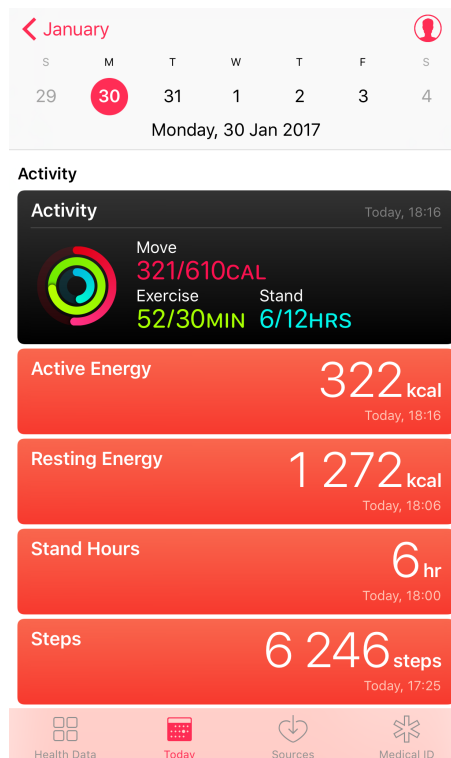 January
S M T W T F S
29 30 31 1 2 3 4
Monday, 30 Jan 2017
Activity
Activity Today, 18:16
Move
321/610CAL
Exercise Stand
52/30MIN 6/12HRS
Active Energy 322 kcal
Today, 18:16
Resting Energy 1 272 kcal
Today, 18:06
Stand Hours 6 hr
Today, 18:00
Steps 6 246 steps
Today, 17:25
Health Data Today Sources Medical ID